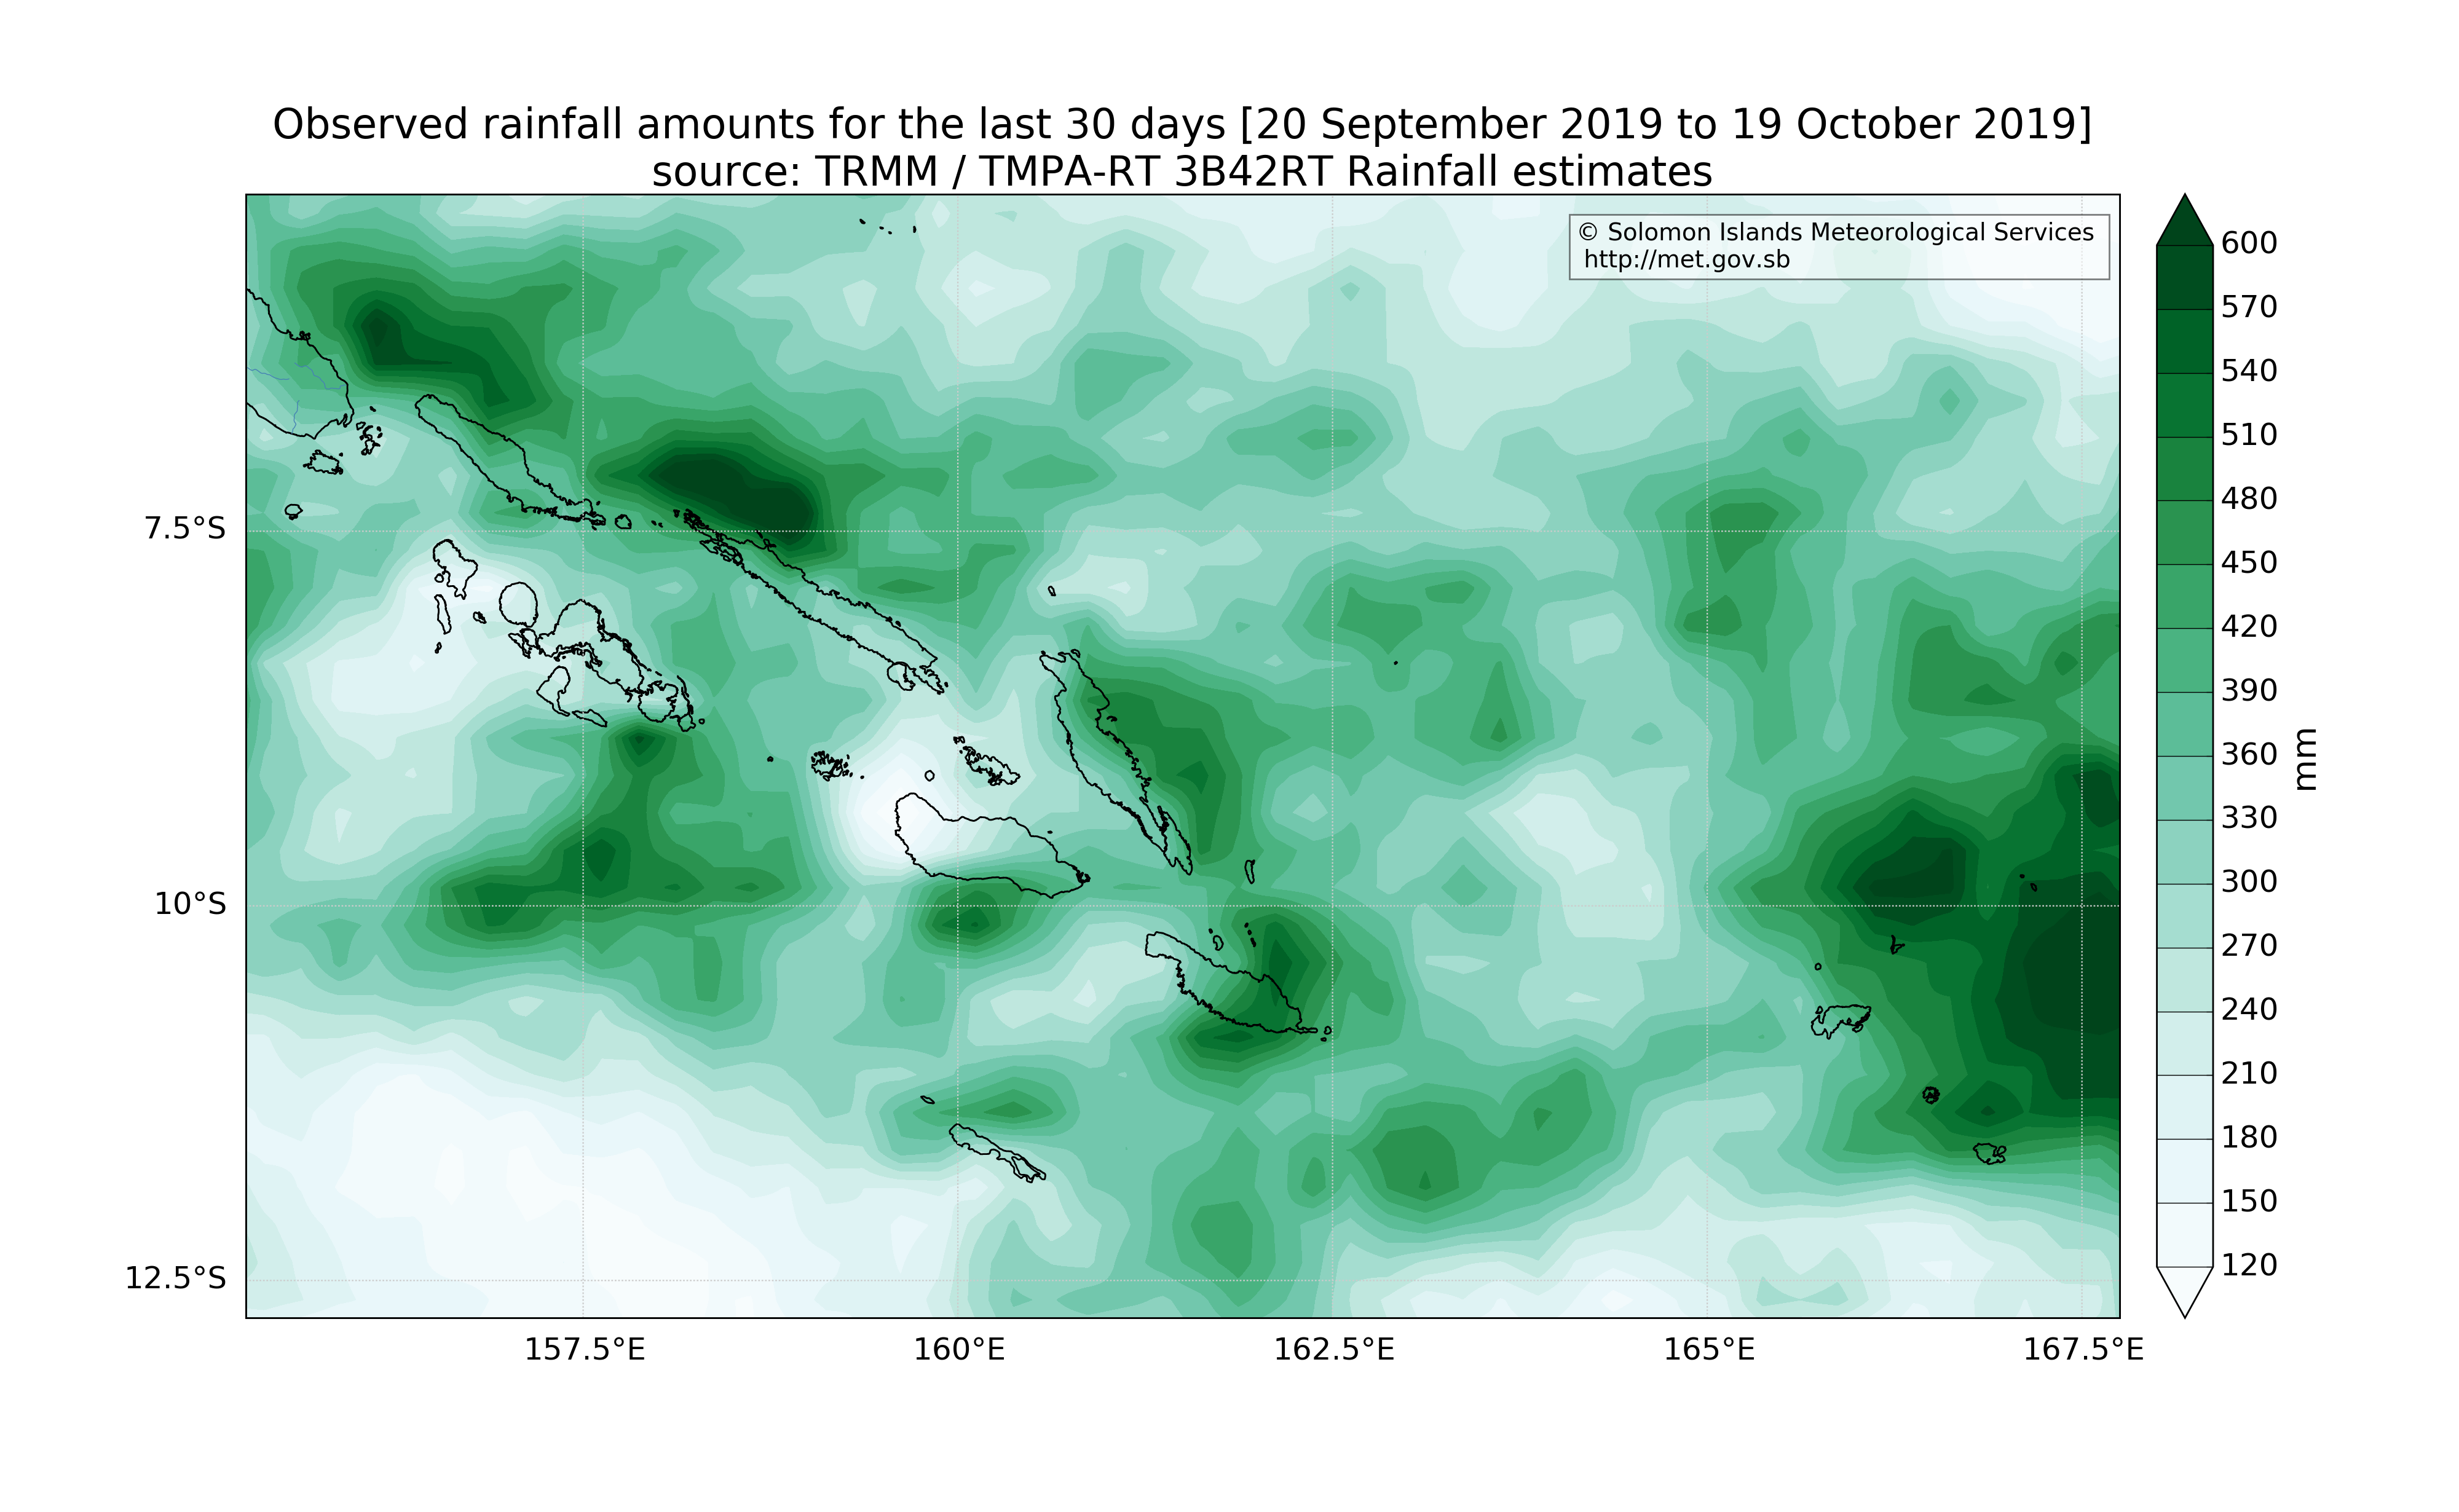 Observed rainfall amounts for the last 30 days [20 September 2019 to 19 October 2019]
source: TRMM / TMPA-RT 3B42RT Rainfall estimates
© Solomon Islands Meteorological Services
http://met.gov.sb
7.5°S
10°S
12.5°S
157.5°E
160°E
162.5°E
165°E
167.5°E
600
570
540
510
480
450
420
390
360
330
300
270
240
210
180
150
120
mm